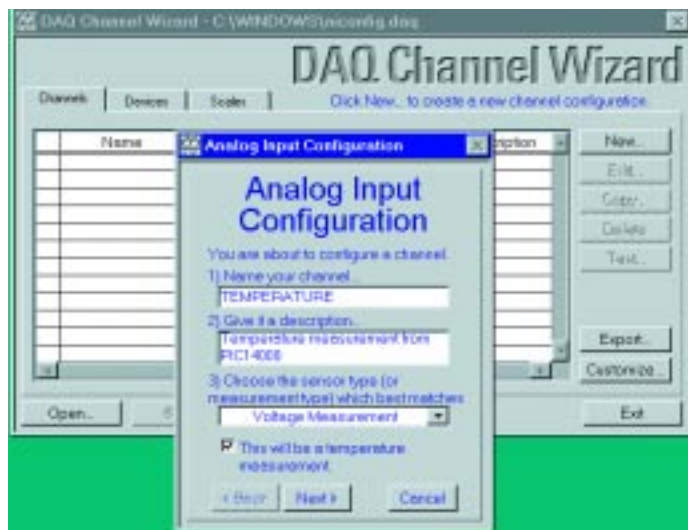 DAQ Channel Wizard - C:\WINDOWS\niconfig.daq
DAQ Channel Wizard
Channels Devices Scales
Click New... to create a new channel configuration.
Name
New...
Edit...
Copy...
Delete
Test...
Export...
Customize...
Open...
Exit
Analog Input Configuration
Analog Input
Configuration
You are about to configure a channel.
1) Name your channel...
TEMPERATURE
2) Give it a description...
Temperature measurement from
PIC14000
3) Choose the sensor type (or
measurement type) which best matches
Voltage Measurement
This will be a temperature
measurement.
< Back Next > Cancel